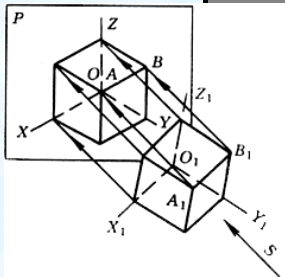 P
Z
O A B
X Y Z₁
O₁ B₁
A₁
X₁ Y₁
S